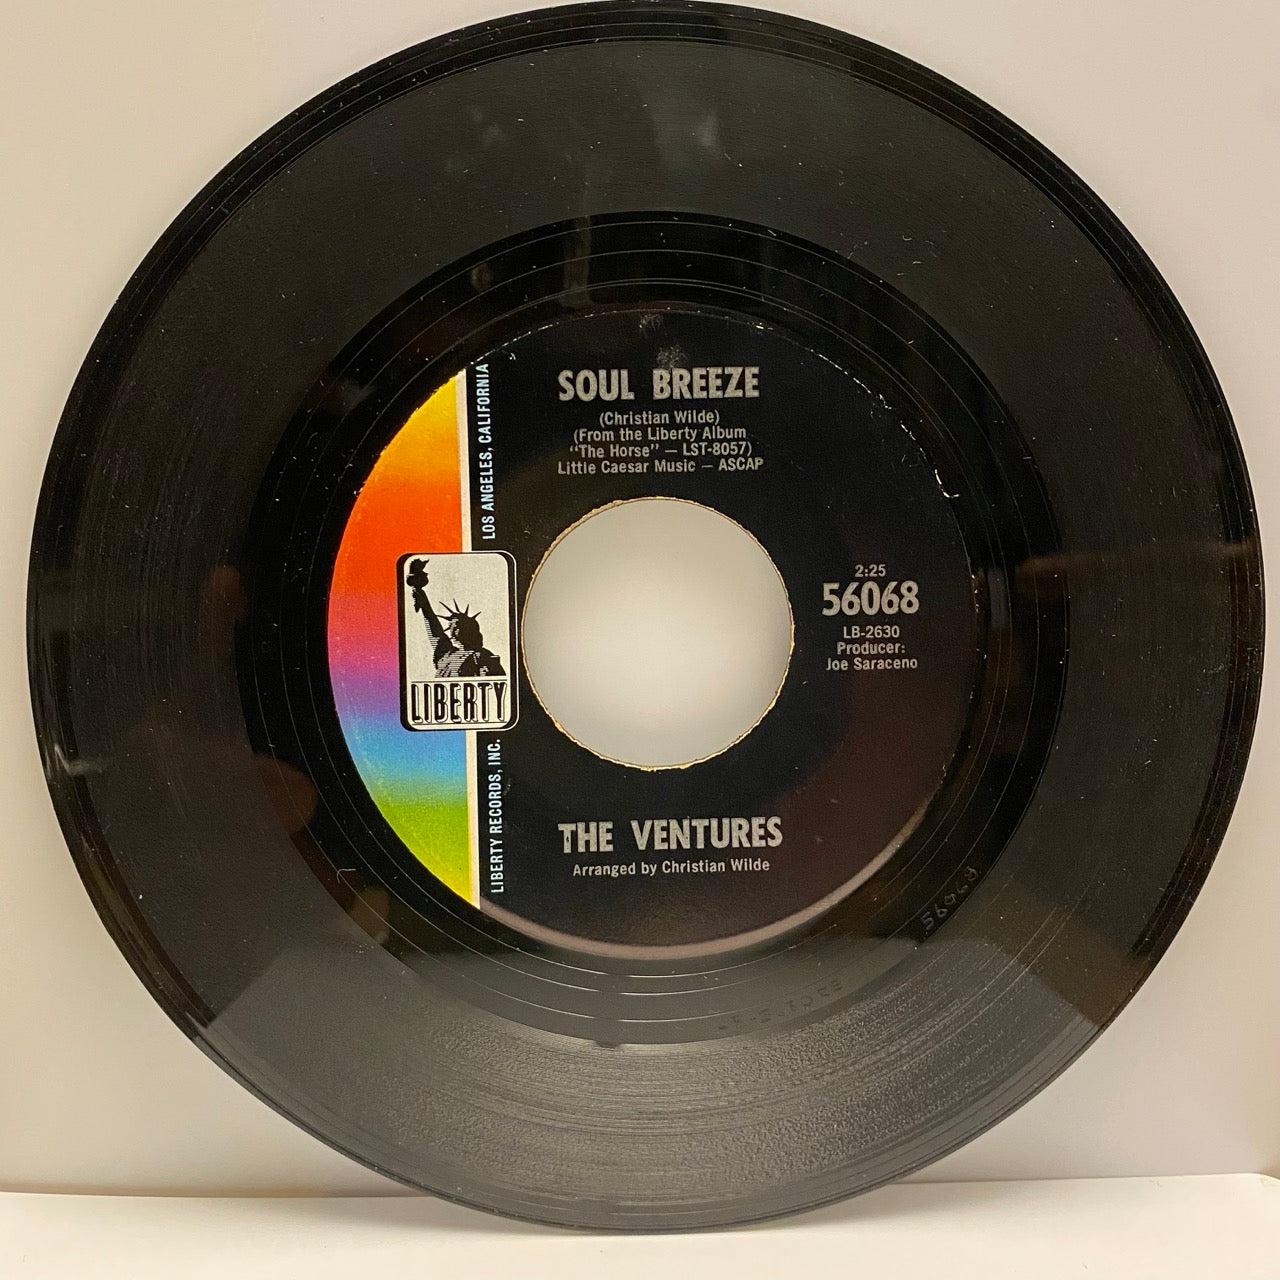 SOUL BREEZE
(Christian Wilde)
(From the Liberty Album
"The Horse" — LST-8057)
Little Caesar Music — ASCAP
LOS ANGELES, CALIFORNIA
LIBERTY
LIBERTY RECORDS, INC.
2:25
56068
LB-2630
Producer:
Joe Saraceno
THE VENTURES
Arranged by Christian Wilde
56068